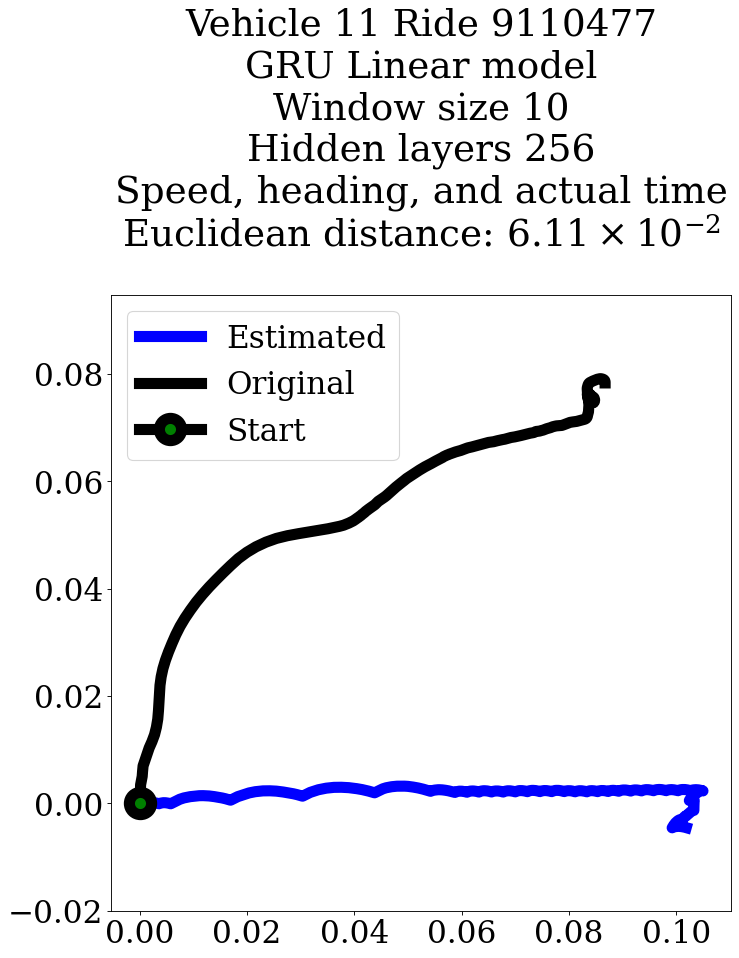 Vehicle 11 Ride 9110477
GRU Linear model
Window size 10
Hidden layers 256
Speed, heading, and actual time
Euclidean distance: 6.11 × 10⁻²
Estimated
Original
Start
0.08
0.06
0.04
0.02
0.00
−0.02
0.00 0.02 0.04 0.06 0.08 0.10